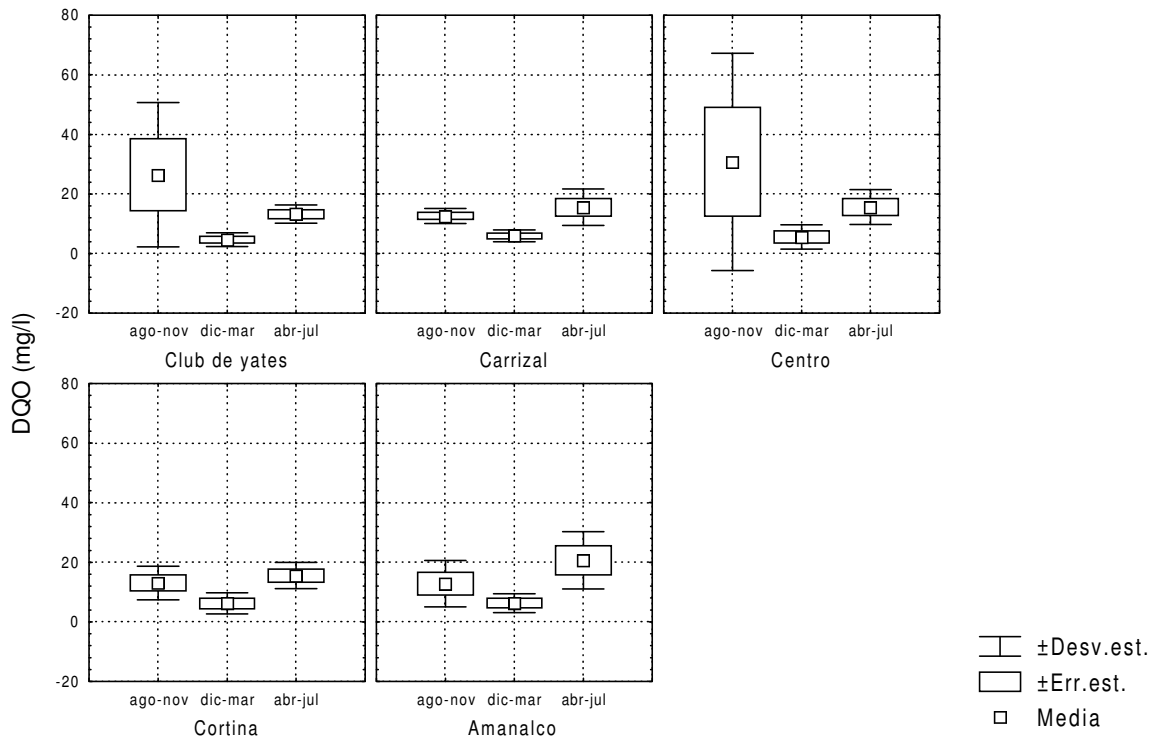 DQO (mg/l)
80
60
40
20
0
-20
ago-nov dic-mar abr-jul
Club de yates
ago-nov dic-mar abr-jul
Carrizal
ago-nov dic-mar abr-jul
Centro
80
60
40
20
0
-20
ago-nov dic-mar abr-jul
Cortina
ago-nov dic-mar abr-jul
Amanalco
±Desv.est.
±Err.est.
Media